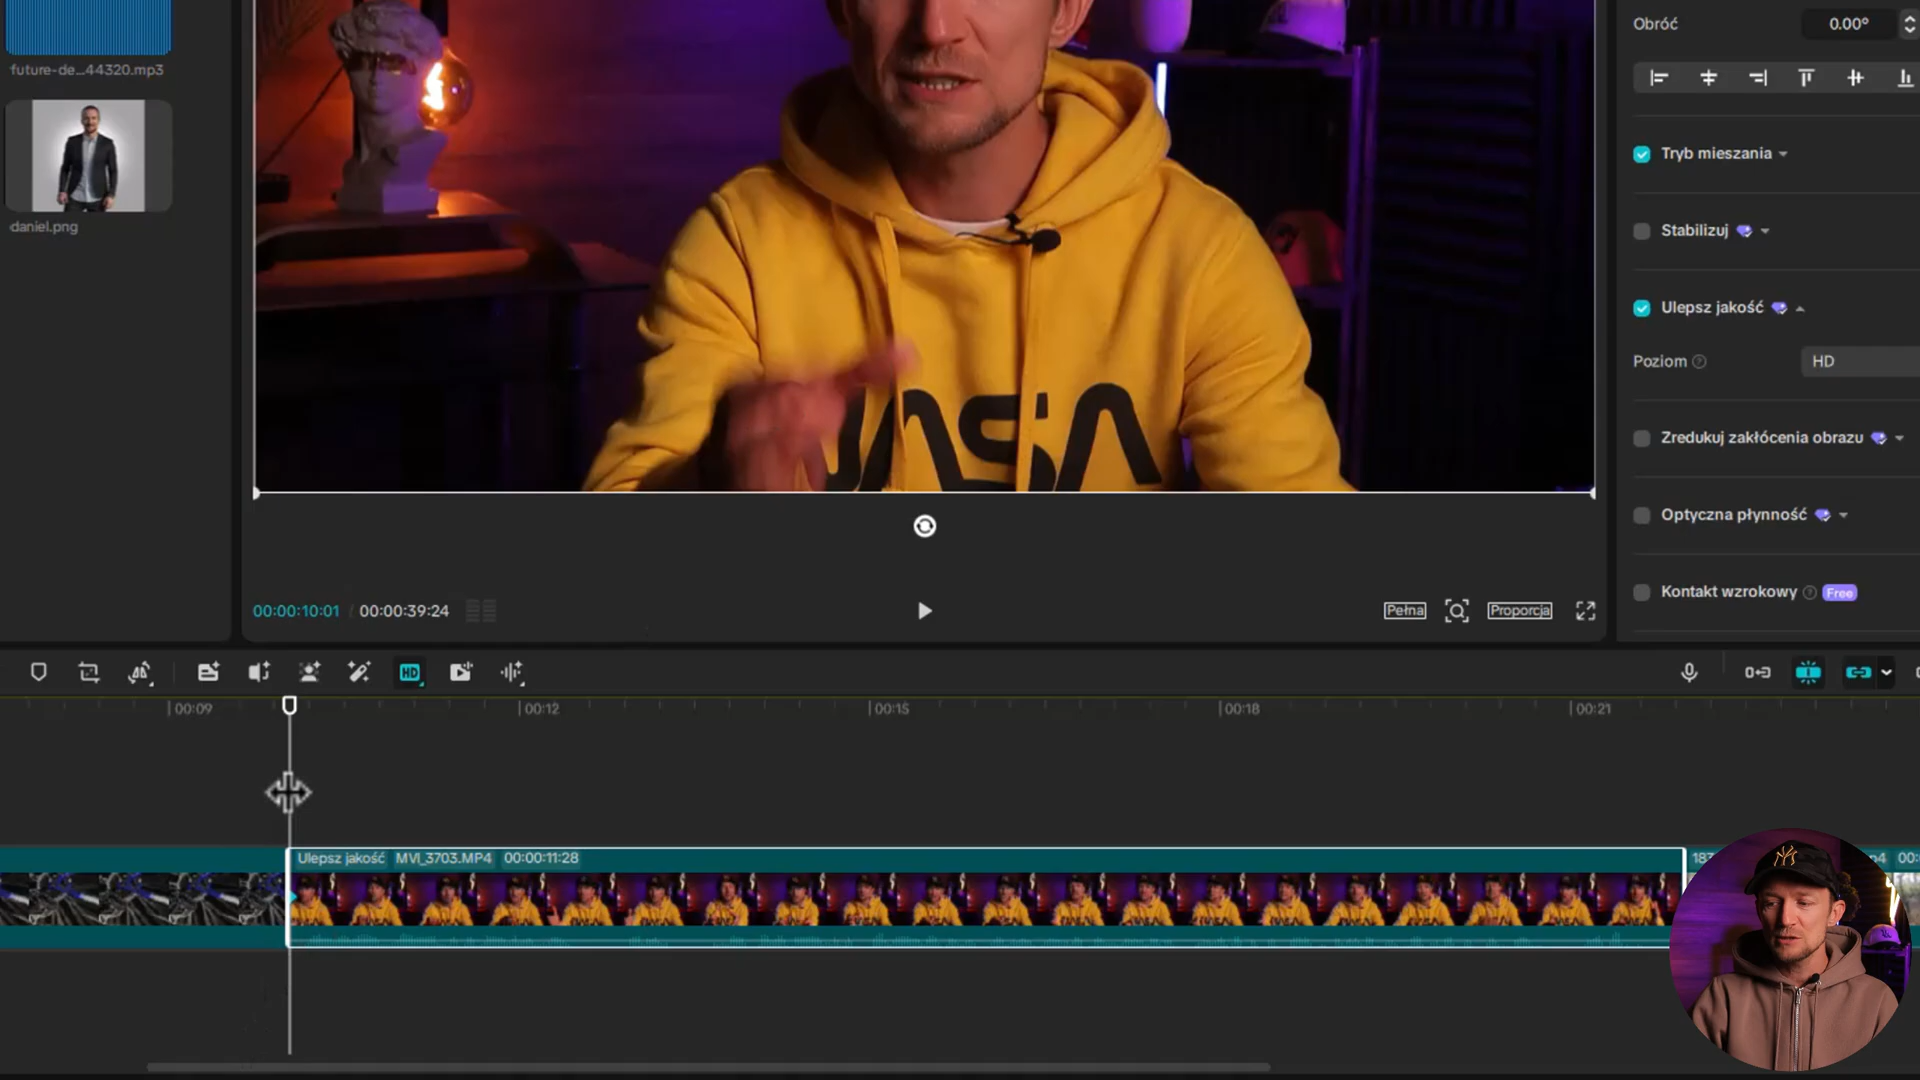 future-de...44320.mp3
daniel.png
NASA
00:00:10:01 / 00:00:39:24
Pełna
Proporcja
Obróć
0.00°
Tryb mieszania
Stabilizuj
Ulepsz jakość
Poziom
HD
Zredukuj zakłócenia obrazu
Optyczna płynność
Kontakt wzrokowy
Free
HD
00:09
00:12
00:15
00:18
00:21
Ulepsz jakość MVI_3703.MP4 00:00:11:28